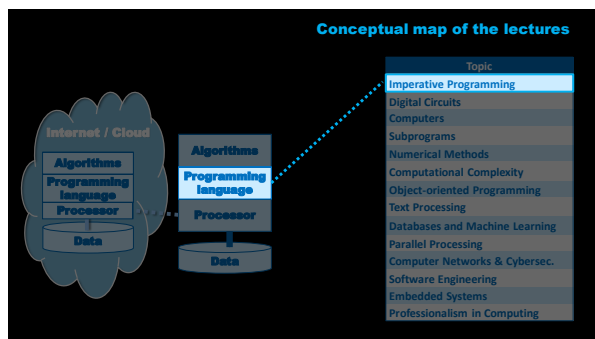 Conceptual map of the lectures
Internet / Cloud
Algorithms
Programming
language
Processor
Data
Algorithms
Programming
language
Processor
Data
Topic
Imperative Programming
Digital Circuits
Computers
Subprograms
Numerical Methods
Computational Complexity
Object-oriented Programming
Text Processing
Databases and Machine Learning
Parallel Processing
Computer Networks & Cybersec.
Software Engineering
Embedded Systems
Professionalism in Computing